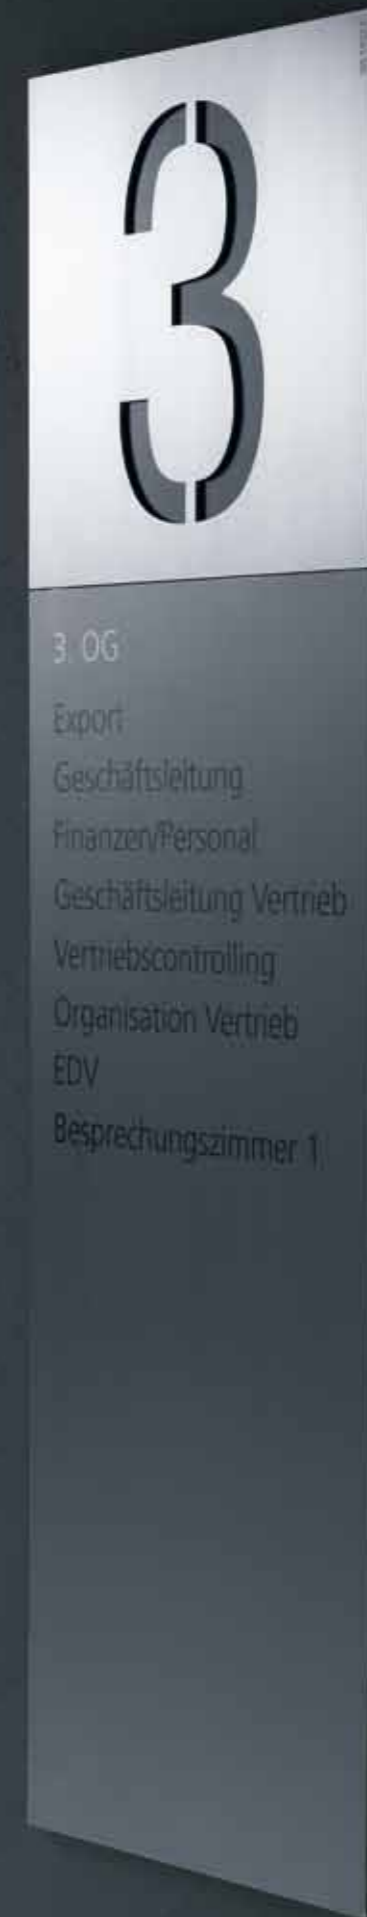 3
3. OG
Export
Geschäftsleitung
Finanzen/Personal
Geschäftsleitung Vertrieb
Vertriebscontrolling
Organisation Vertrieb
EDV
Besprechungszimmer 1